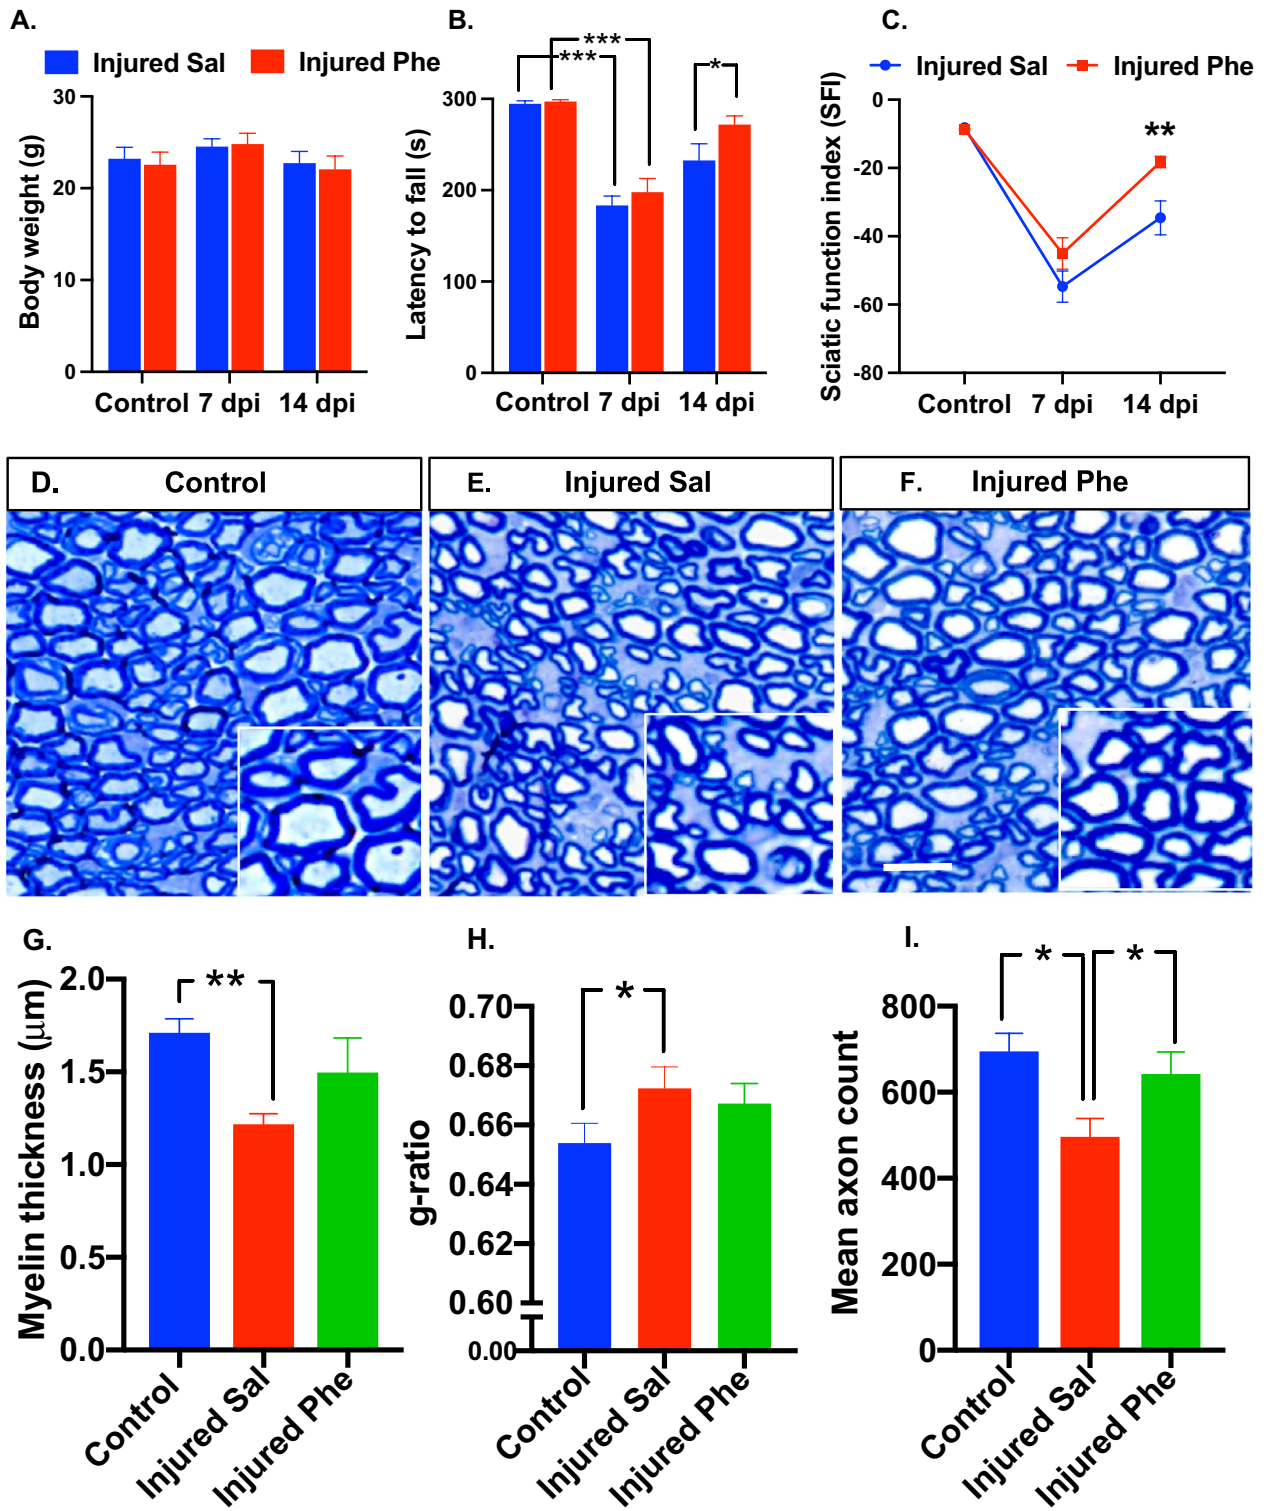 A.
Injured Sal
Injured Phe
Body weight (g)
30
20
10
0
Control 7 dpi 14 dpi
B.
***
***
*
Latency to fall (s)
300
200
100
0
Control 7 dpi 14 dpi
C.
Injured Sal
Injured Phe
**
Sciatic function index (SFI)
0
-20
-40
-60
-80
Control 7 dpi 14 dpi
D. Control
E. Injured Sal
F. Injured Phe
G.
**
Myelin thickness (μm)
2.0
1.5
1.0
0.5
0.0
Control
Injured Sal
Injured Phe
H.
*
g-ratio
0.70
0.68
0.66
0.64
0.62
0.60
0.00
Control
Injured Sal
Injured Phe
I.
* *
Mean axon count
800
600
400
200
0
Control
Injured Sal
Injured Phe